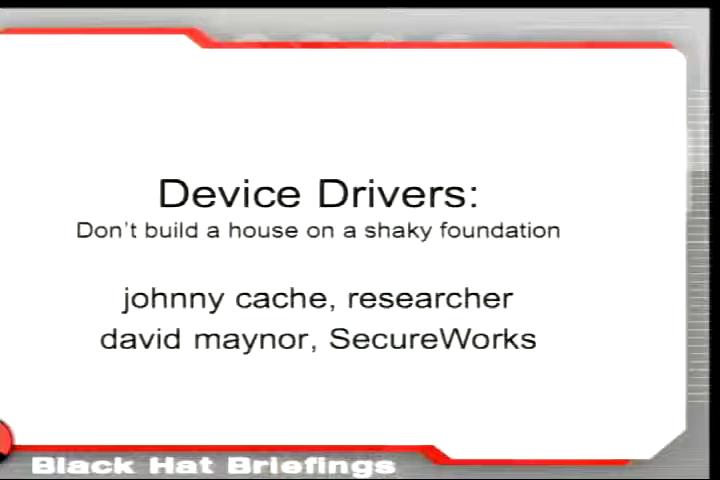 Device Drivers:
Don't build a house on a shaky foundation
johnny cache, researcher
david maynor, SecureWorks
Black Hat Briefings